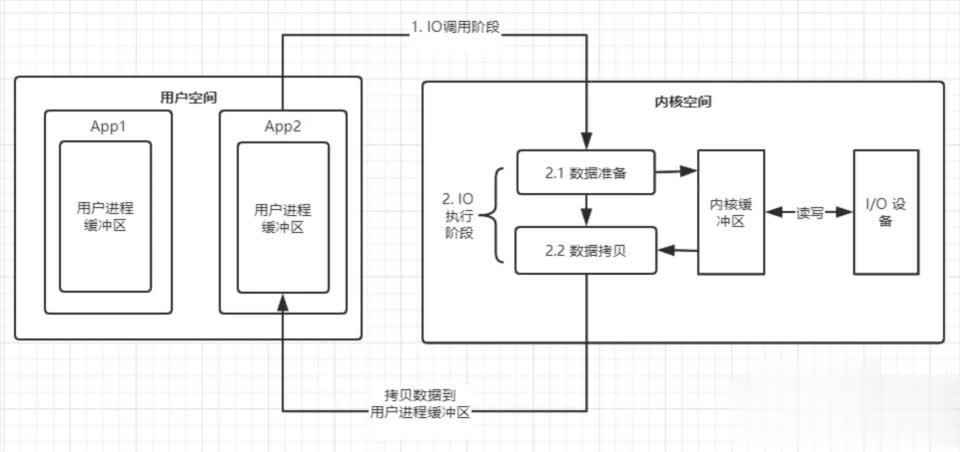 1. IO调用阶段
用户空间
App1
用户进程
缓冲区
App2
用户进程
缓冲区
内核空间
2. IO
执行
阶段
2.1 数据准备
2.2 数据拷贝
内核缓
冲区
读写
I/O 设
备
拷贝数据到
用户进程缓冲区